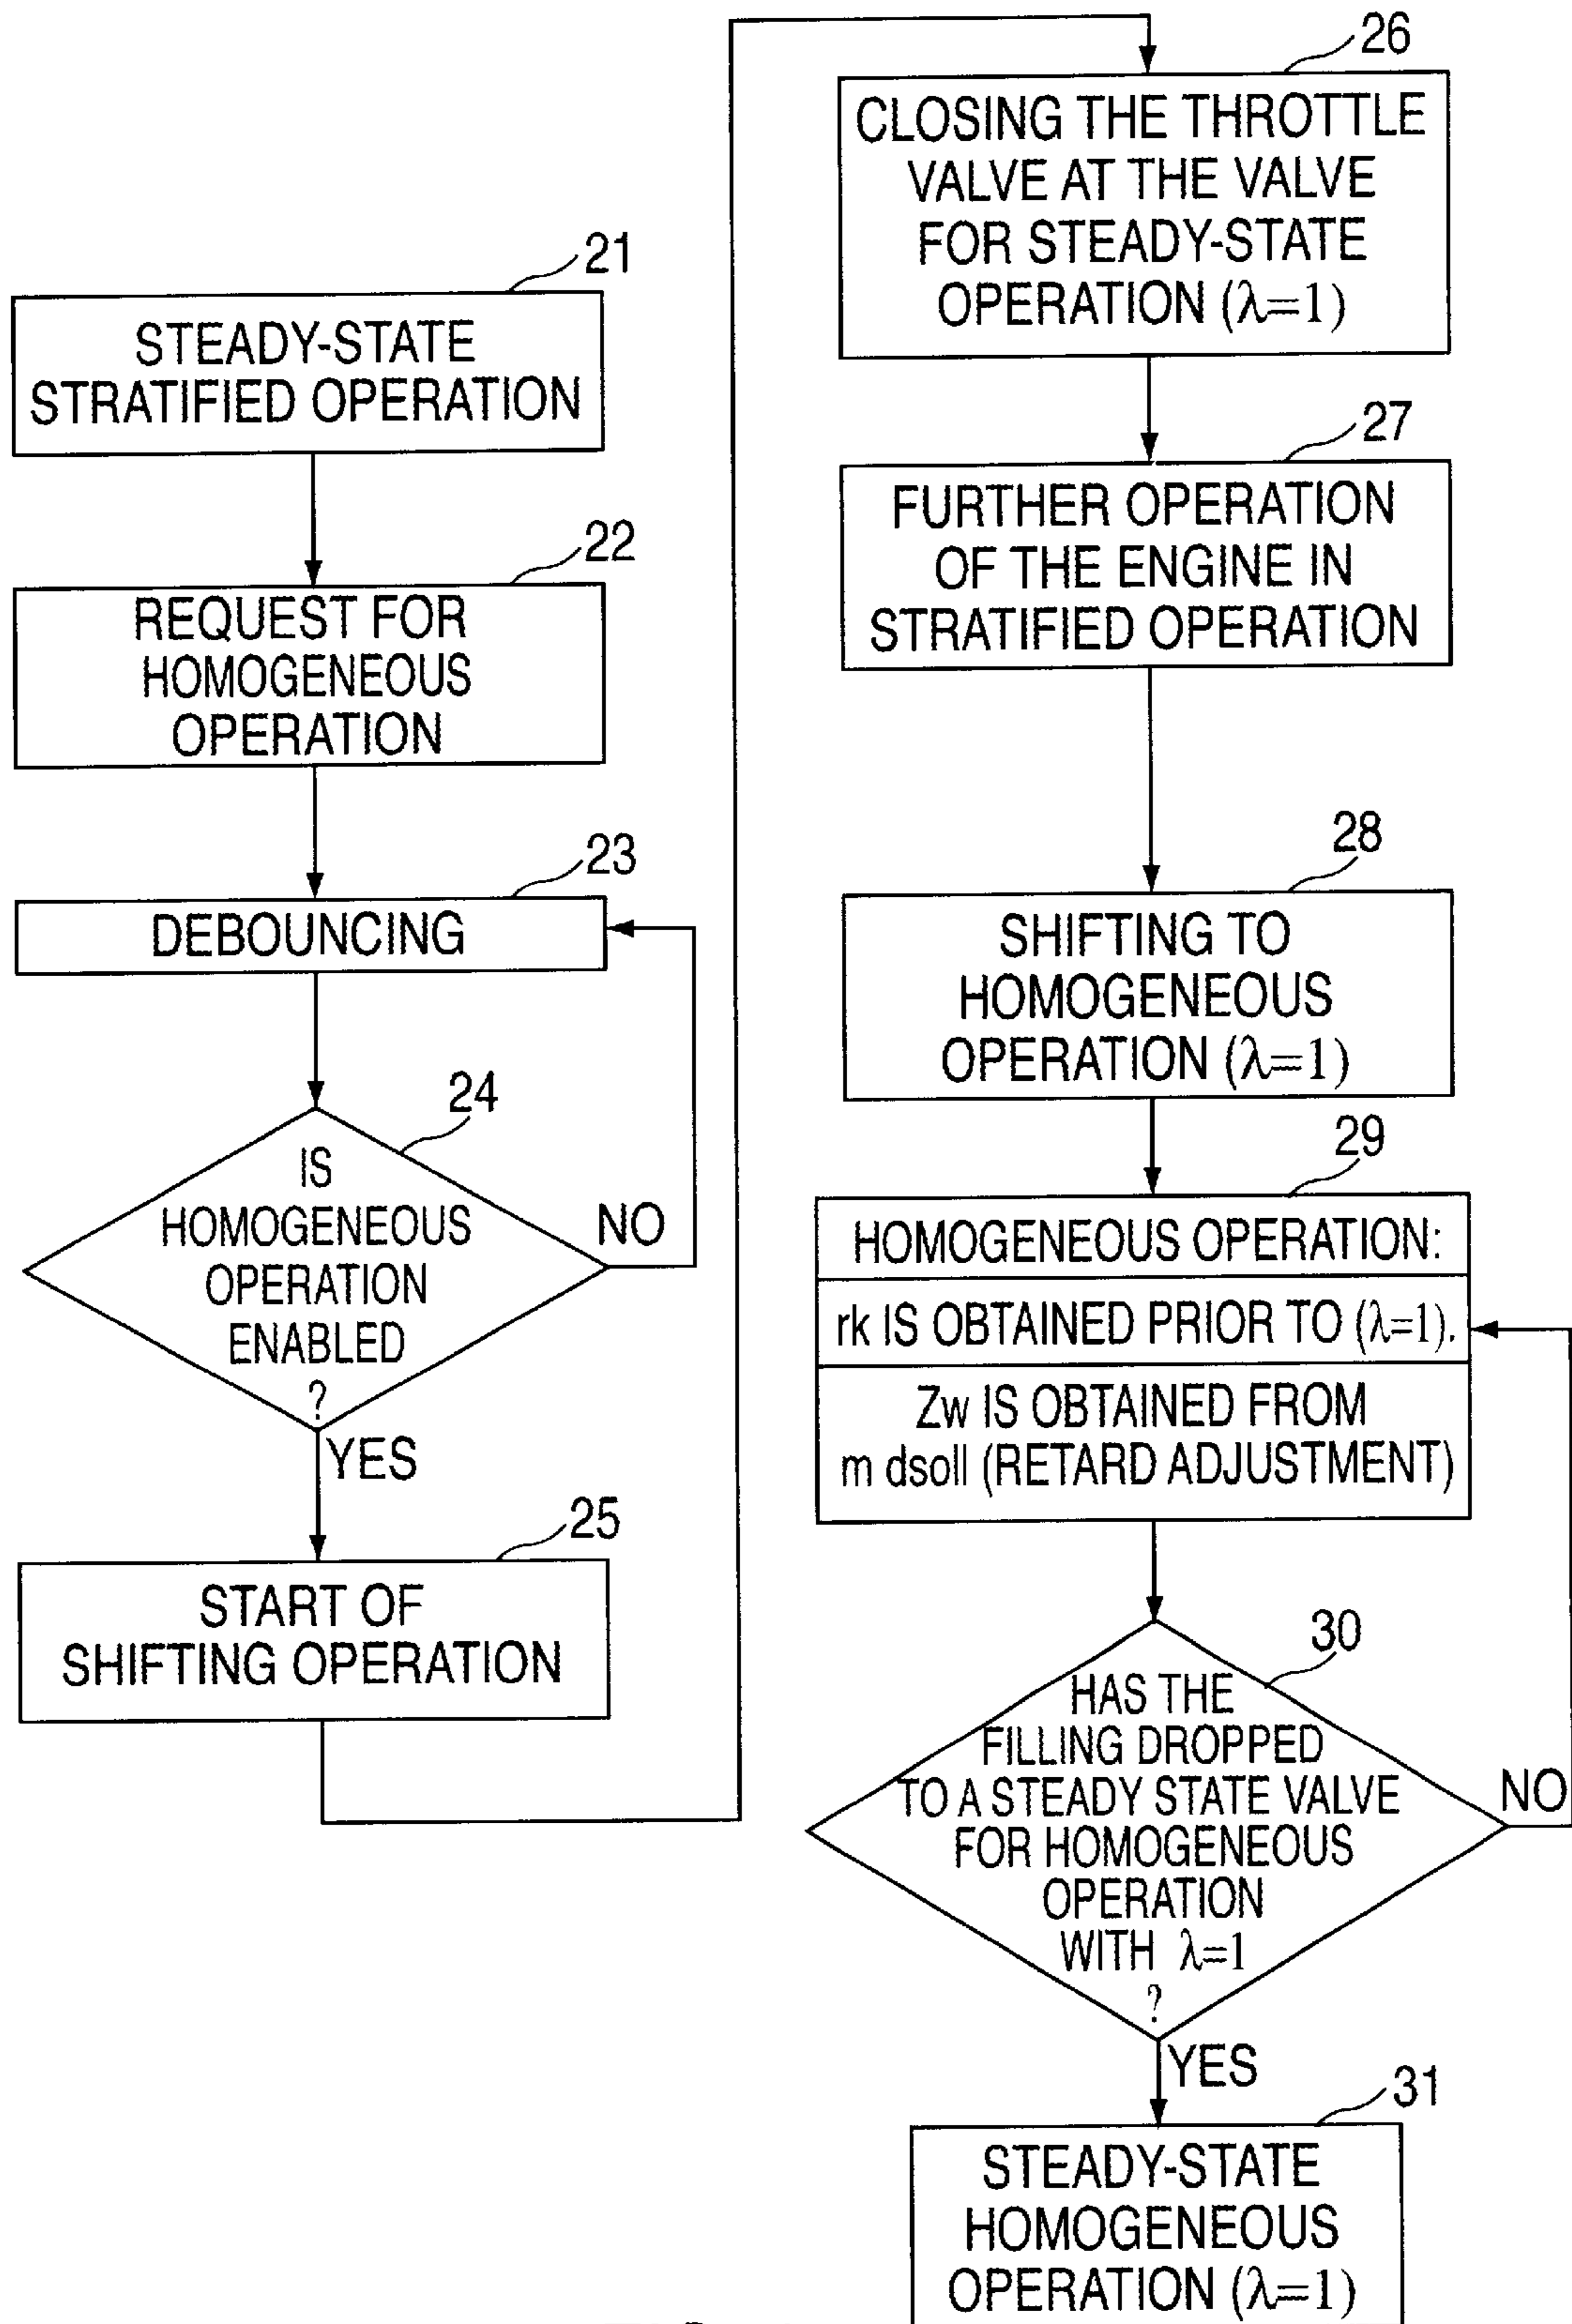 21
STEADY-STATE
STRATIFIED OPERATION
22
REQUEST FOR
HOMOGENEOUS
OPERATION
23
DEBOUNCING
24
IS
HOMOGENEOUS
OPERATION
ENABLED
?
NO
YES
25
START OF
SHIFTING OPERATION
26
CLOSING THE THROTTLE
VALVE AT THE VALVE
FOR STEADY-STATE
OPERATION (λ=1)
27
FURTHER OPERATION
OF THE ENGINE IN
STRATIFIED OPERATION
28
SHIFTING TO
HOMOGENEOUS
OPERATION (λ=1)
29
HOMOGENEOUS OPERATION:
rk IS OBTAINED PRIOR TO (λ=1).
Zw IS OBTAINED FROM
m dsoll (RETARD ADJUSTMENT)
30
HAS THE
FILLING DROPPED
TO A STEADY STATE VALVE
FOR HOMOGENEOUS
OPERATION
WITH λ=1
?
NO
YES
31
STEADY-STATE
HOMOGENEOUS
OPERATION (λ=1)